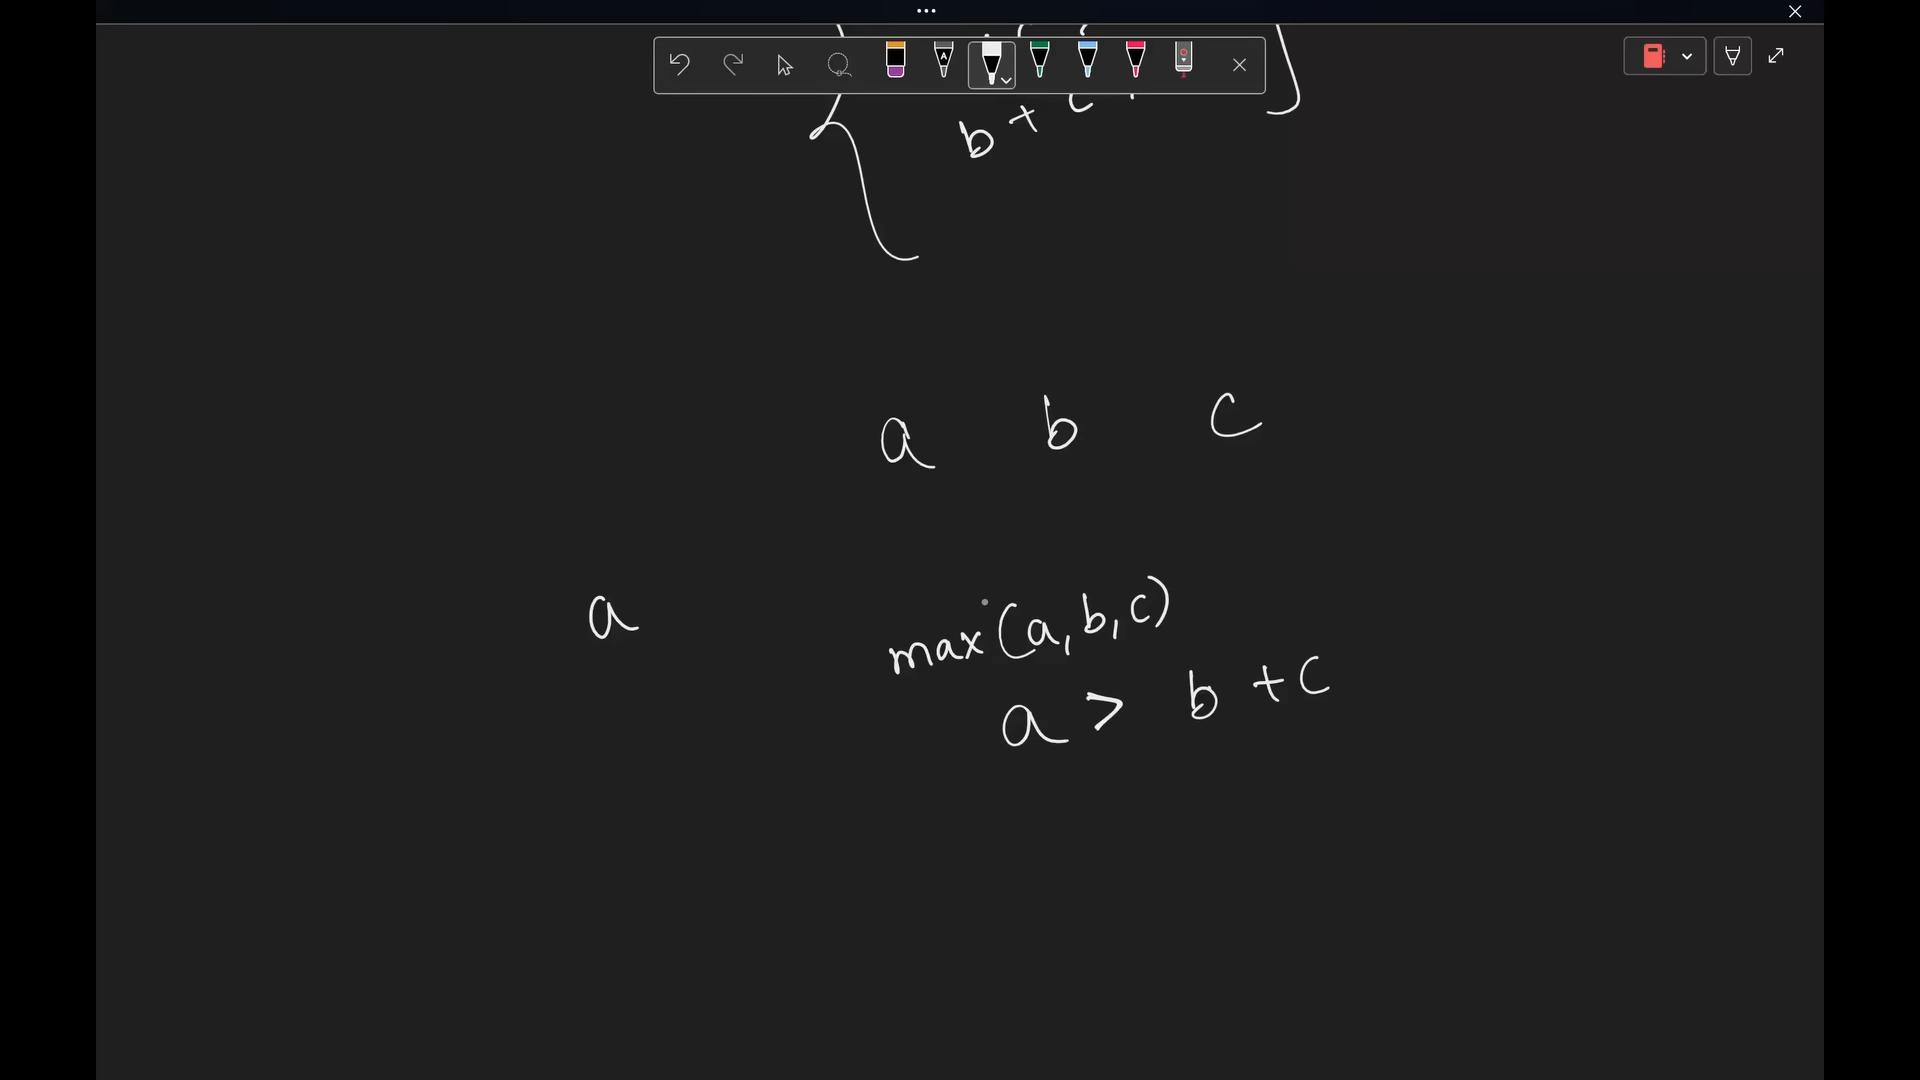 b + c
a b c
a
max(a, b, c)
a > b + c